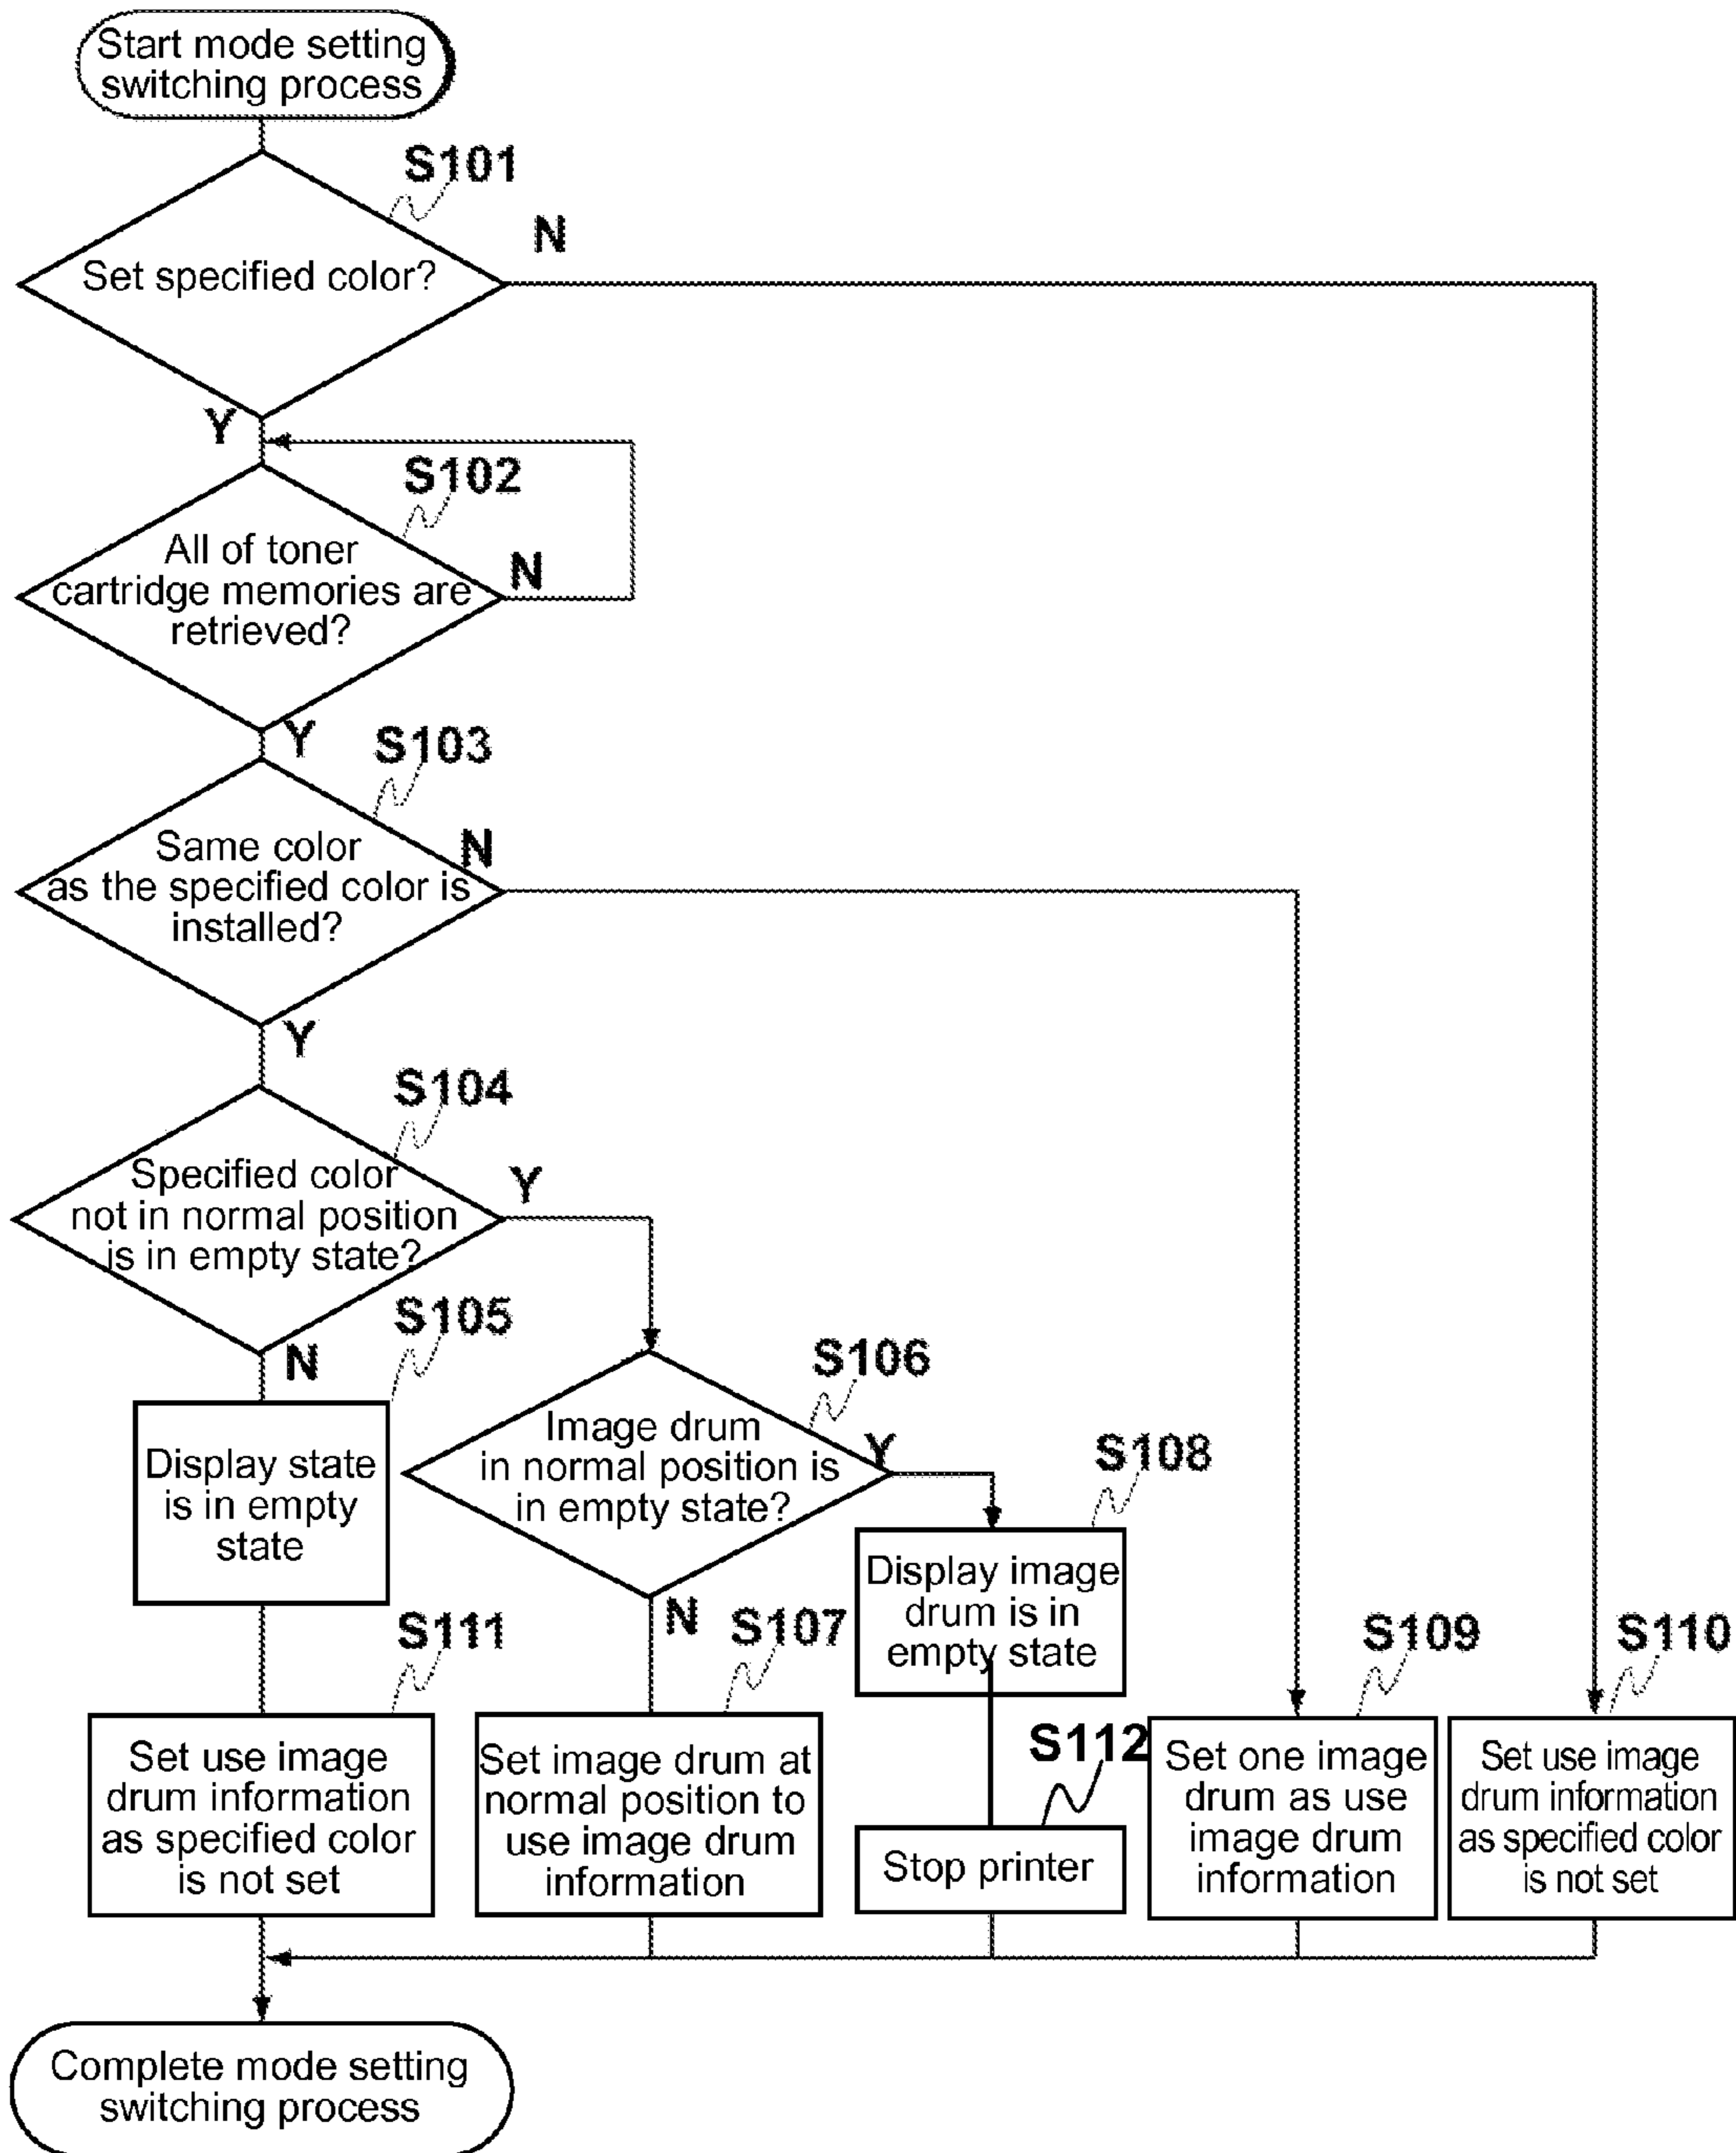 Start mode setting
switching process
S101
N
Set specified color?
Y
S102
All of toner
cartridge memories are
retrieved?
N
Y
S103
Same color
as the specified color is
installed?
N
Y
S104
Specified color
not in normal position
is in empty state?
Y
N
S105
Display state
is in empty
state
S106
Image drum
in normal position is
in empty state?
Y
N
S108
Display image
drum is in
empty state
S111
Set use image
drum information
as specified color
is not set
S107
Set image drum at
normal position to
use image drum
information
S112
Stop printer
S109
Set one image
drum as use
image drum
information
S110
Set use image
drum information
as specified color
is not set
Complete mode setting
switching process